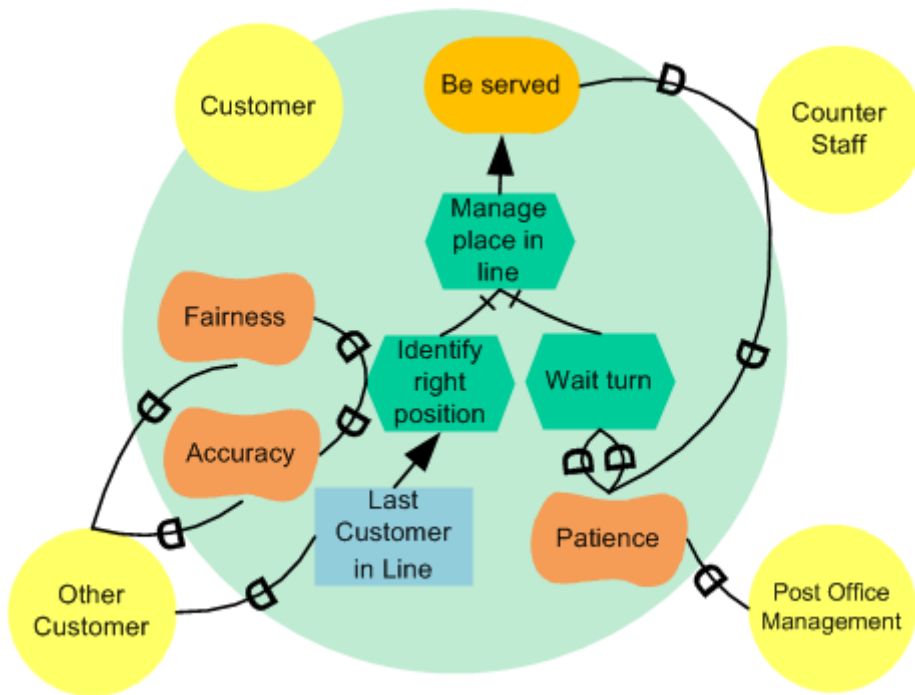 Be served
Customer
Counter
Staff
Manage
place in
line
Fairness
Identify
right
position
Wait turn
Accuracy
Last
Customer
in Line
Patience
Other
Customer
Post Office
Management
D
D
D
D
D
D
D
D
D
D